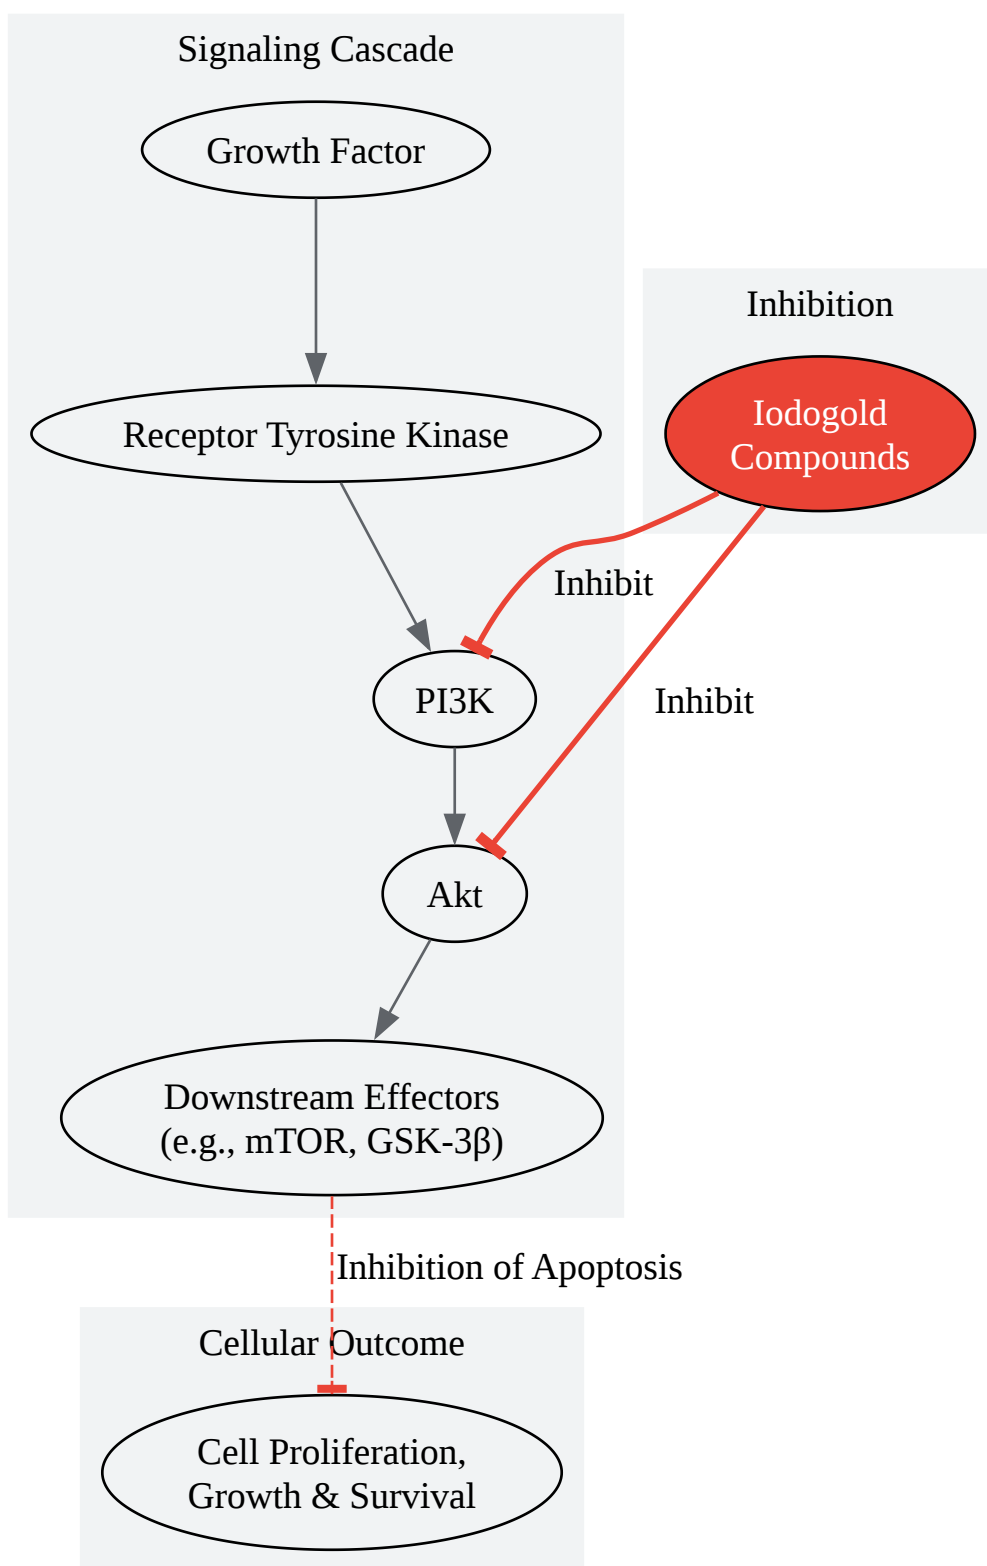 Signaling Cascade
Growth Factor
Receptor Tyrosine Kinase
Inhibition
Iodogold
Compounds
Inhibit
PI3K
Inhibit
Akt
Downstream Effectors
(e.g., mTOR, GSK-3β)
Inhibition of Apoptosis
Cellular Outcome
Cell Proliferation,
Growth & Survival